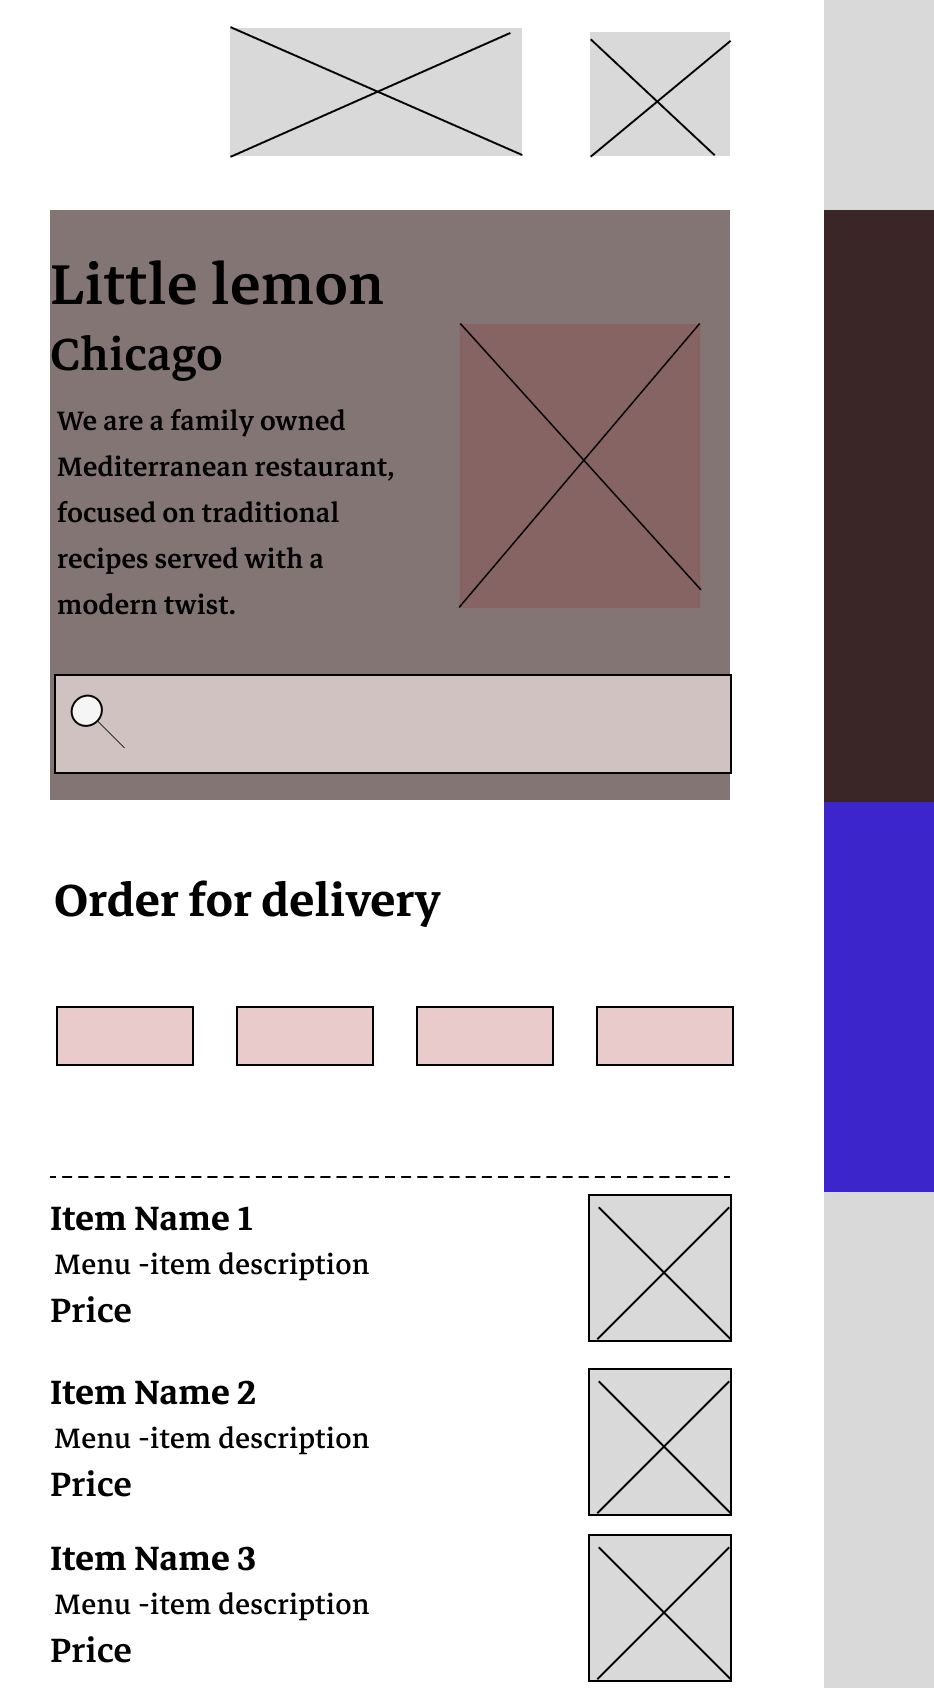 Little lemon
Chicago
We are a family owned
Mediterranean restaurant,
focused on traditional
recipes served with a
modern twist.
Order for delivery
Item Name 1
Menu -item description
Price
Item Name 2
Menu -item description
Price
Item Name 3
Menu -item description
Price